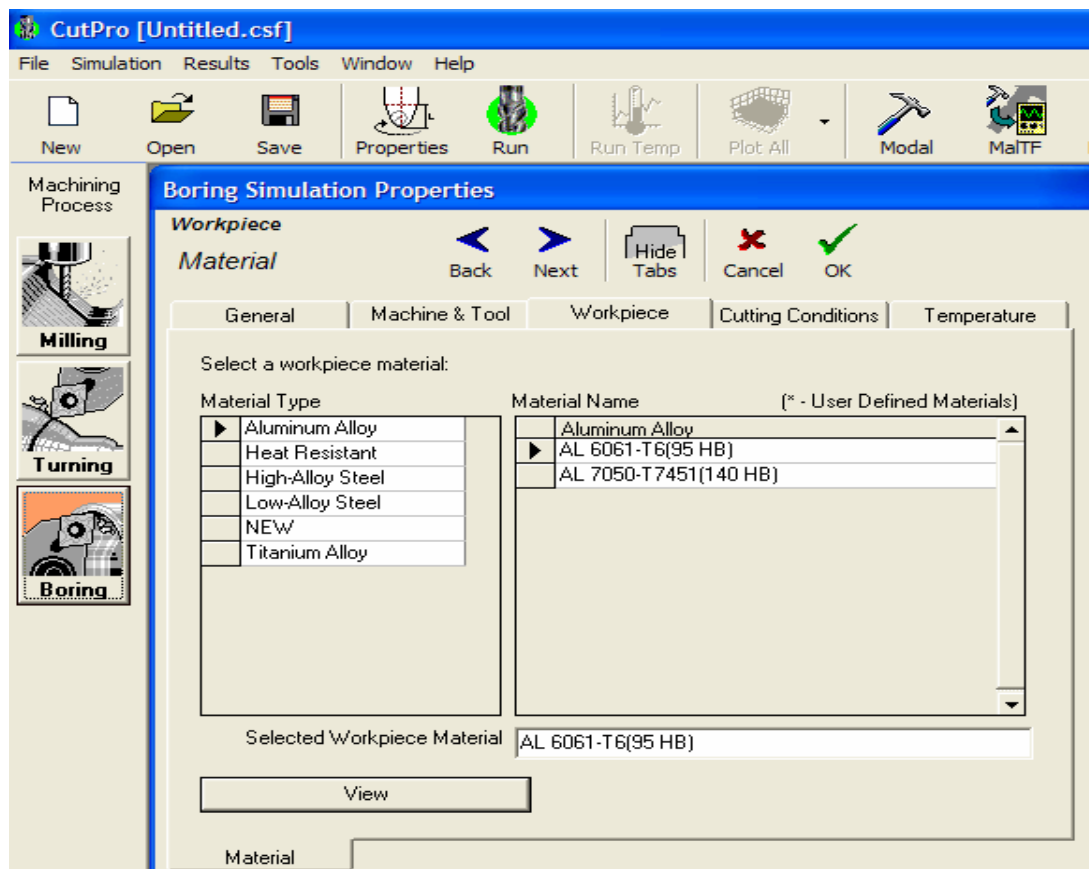 CutPro [Untitled.csf]
File Simulation Results Tools Window Help
New Open Save Properties Run Run Temp Plot All Modal MalTF
Machining
Process
Milling
Turning
Boring
Boring Simulation Properties
Workpiece
Material
Back Next Hide
Tabs Cancel OK
General Machine & Tool Workpiece Cutting Conditions Temperature
Select a workpiece material:
Material Type Material Name (* - User Defined Materials)
Aluminum Alloy
Heat Resistant
High-Alloy Steel
Low-Alloy Steel
NEW
Titanium Alloy
Aluminum Alloy
AL 6061-T6(95 HB)
AL 7050-T7451(140 HB)
Selected Workpiece Material AL 6061-T6(95 HB)
View
Material